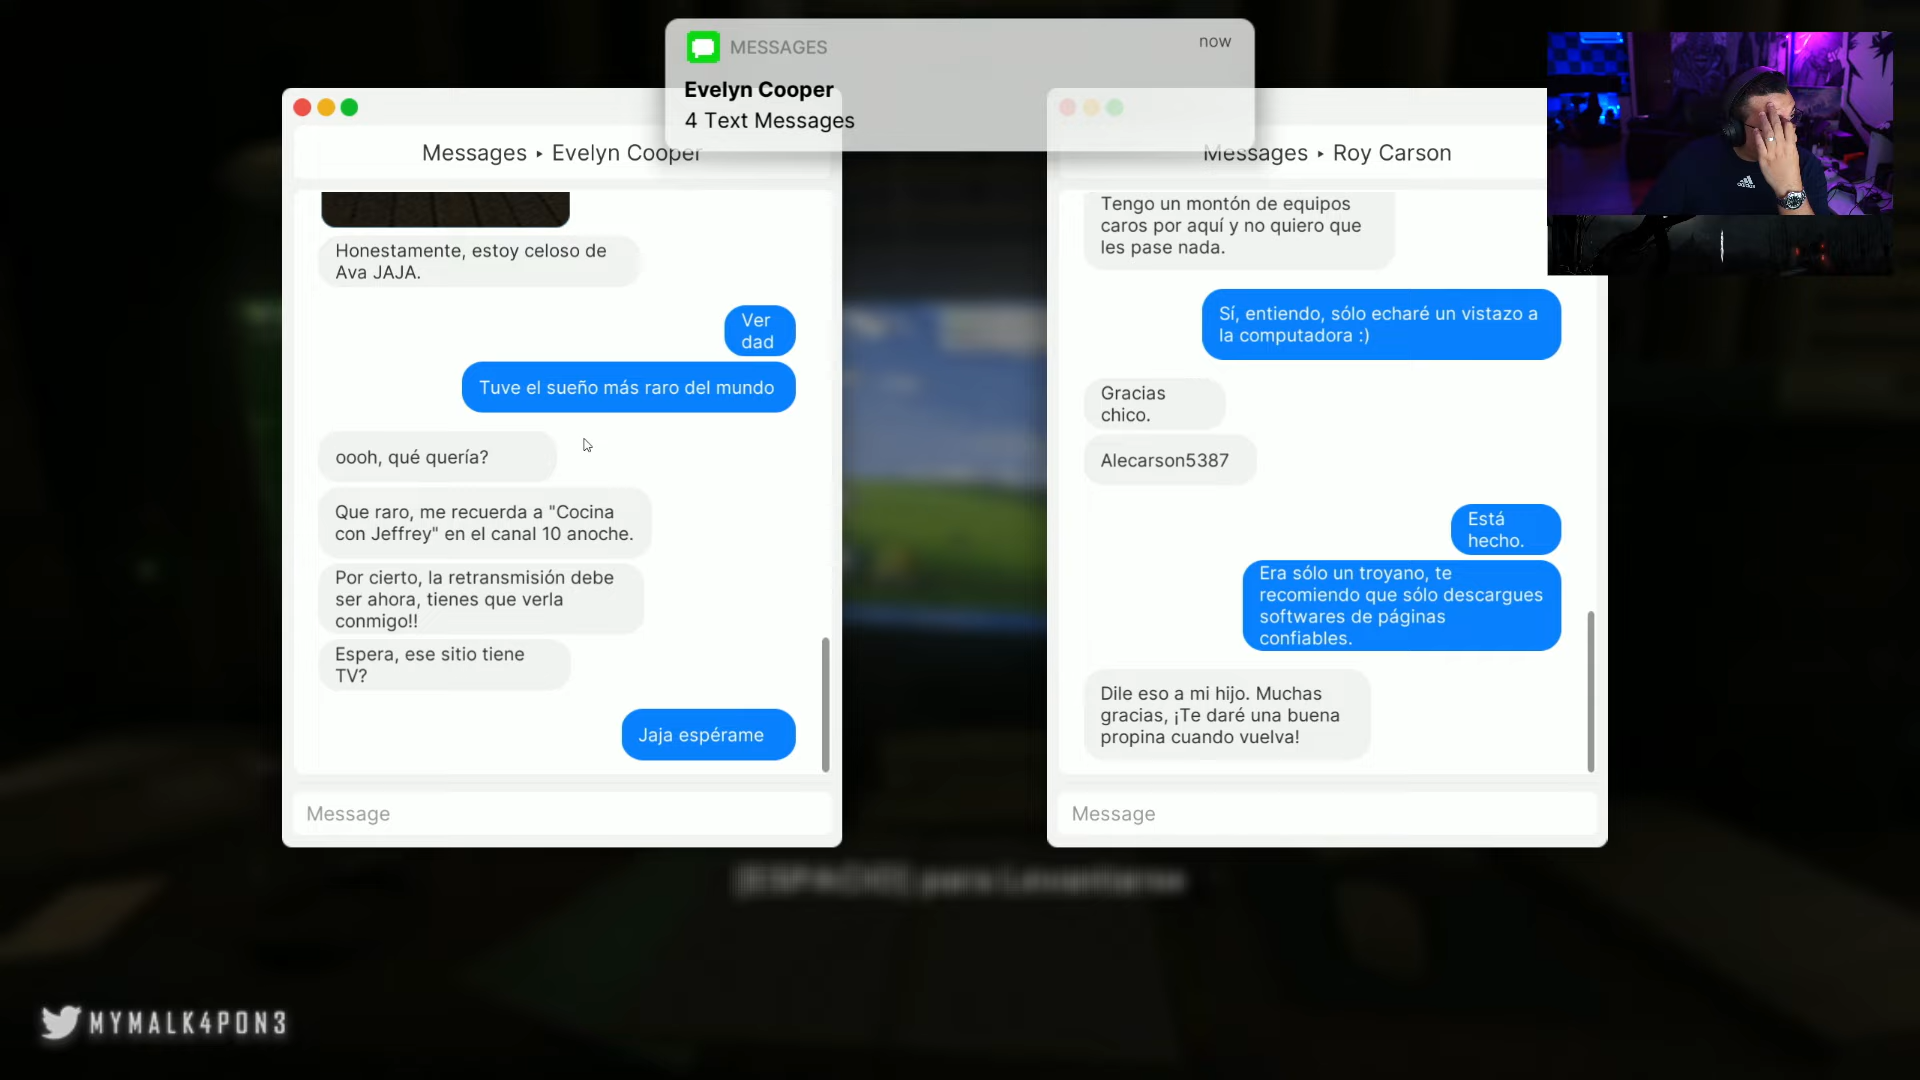 MESSAGES
now
Evelyn Cooper
4 Text Messages
Messages ▸ Evelyn Cooper
Honestamente, estoy celoso de
Ava JAJA.
Ver
dad
Tuve el sueño más raro del mundo
oooh, qué quería?
Que raro, me recuerda a "Cocina
con Jeffrey" en el canal 10 anoche.
Por cierto, la retransmisión debe
ser ahora, tienes que verla
conmigo!!
Espera, ese sitio tiene
TV?
Jaja espérame
Message
Messages ▸ Roy Carson
Tengo un montón de equipos
caros por aquí y no quiero que
les pase nada.
Sí, entiendo, sólo echaré un vistazo a
la computadora :)
Gracias
chico.
Alecarson5387
Está
hecho.
Era sólo un troyano, te
recomiendo que sólo descargues
softwares de páginas
confiables.
Dile eso a mi hijo. Muchas
gracias, ¡Te daré una buena
propina cuando vuelva!
Message
[ESPACIO] para Levantarse
MYMALK4PON3